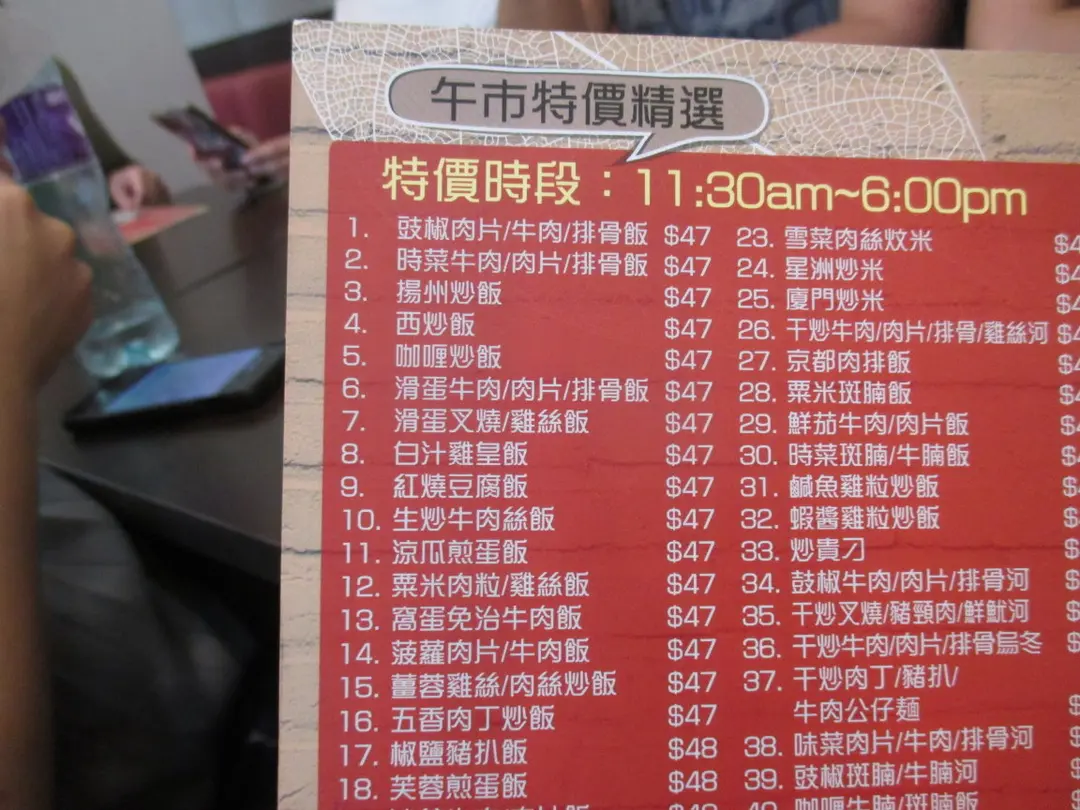 午市特價精選
特價時段：11:30am~6:00pm
1. 豉椒肉片/牛肉/排骨飯 $47
2. 時菜牛肉/肉片/排骨飯 $47
3. 揚州炒飯 $47
4. 西炒飯 $47
5. 咖喱炒飯 $47
6. 滑蛋牛肉/肉片/排骨飯 $47
7. 滑蛋叉燒/雞絲飯 $47
8. 白汁雞皇飯 $47
9. 紅燒豆腐飯 $47
10. 生炒牛肉絲飯 $47
11. 涼瓜煎蛋飯 $47
12. 粟米肉粒/雞絲飯 $47
13. 窩蛋免治牛肉飯 $47
14. 菠蘿肉片/牛肉飯 $47
15. 薑蓉雞絲/肉絲炒飯 $47
16. 五香肉丁炒飯 $47
17. 椒鹽豬扒飯 $48
18. 芙蓉煎蛋飯 $48
23. 雪菜肉絲炆米
24. 星洲炒米
25. 廈門炒米
26. 干炒牛肉/肉片/排骨/雞絲河
27. 京都肉排飯
28. 粟米斑腩飯
29. 鮮茄牛肉/肉片飯
30. 時菜斑腩/牛腩飯
31. 鹹魚雞粒炒飯
32. 蝦醬雞粒炒飯
33. 炒貴刁
34. 豉椒牛肉/肉片/排骨河
35. 干炒叉燒/豬頸肉/鮮魷河
36. 干炒牛肉/肉片/排骨烏冬
37. 干炒肉丁/豬扒/
牛肉公仔麵
38. 味菜肉片/牛肉/排骨河
39. 豉椒斑腩/牛腩河
40. 咖喱牛腩/斑腩飯